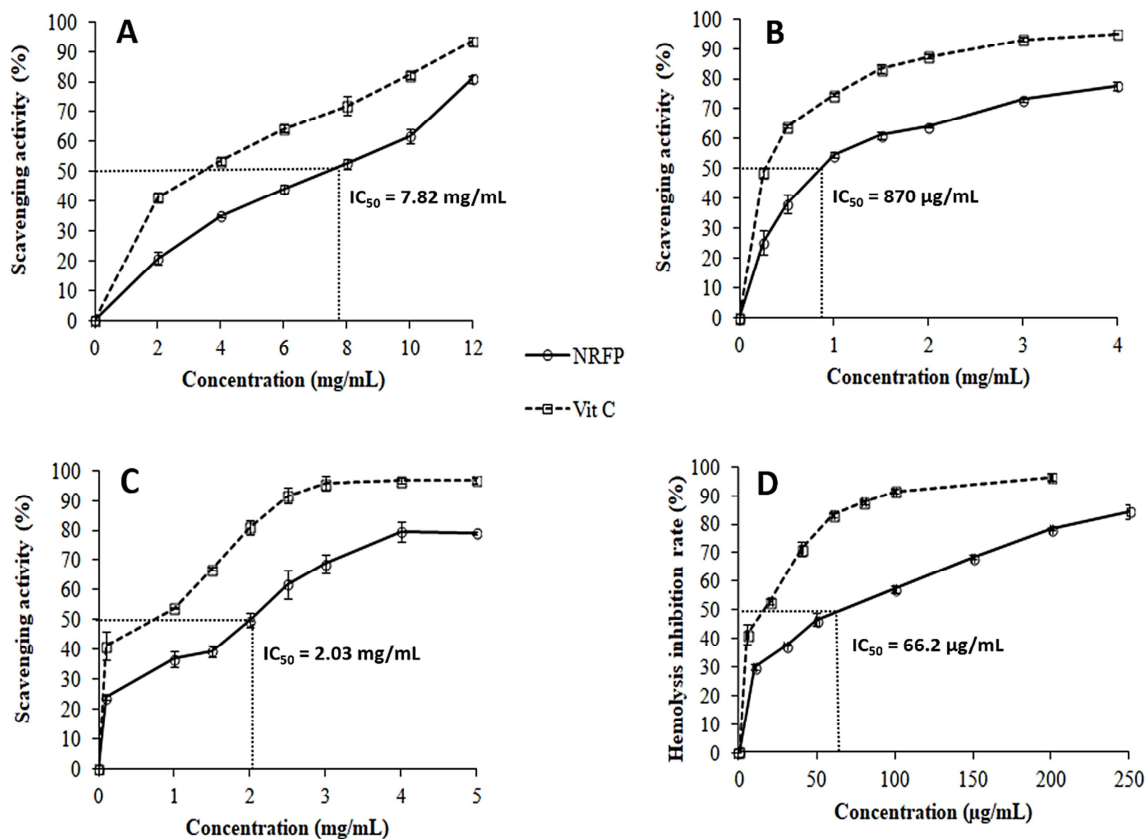 A
100
90
80
70
60
50
40
30
20
10
0
Scavenging activity (%)
IC50 = 7.82 mg/mL
0 2 4 6 8 10 12
Concentration (mg/mL)
B
100
90
80
70
60
50
40
30
20
10
0
Scavenging activity (%)
IC50 = 870 µg/mL
0 1 2 3 4
Concentration (mg/mL)
NRFP
Vit C
C
100
90
80
70
60
50
40
30
20
10
0
Scavenging activity (%)
IC50 = 2.03 mg/mL
0 1 2 3 4 5
Concentration (mg/mL)
D
100
90
80
70
60
50
40
30
20
10
0
Hemolysis inhibition rate (%)
IC50 = 66.2 µg/mL
0 50 100 150 200 250
Concentration (µg/mL)